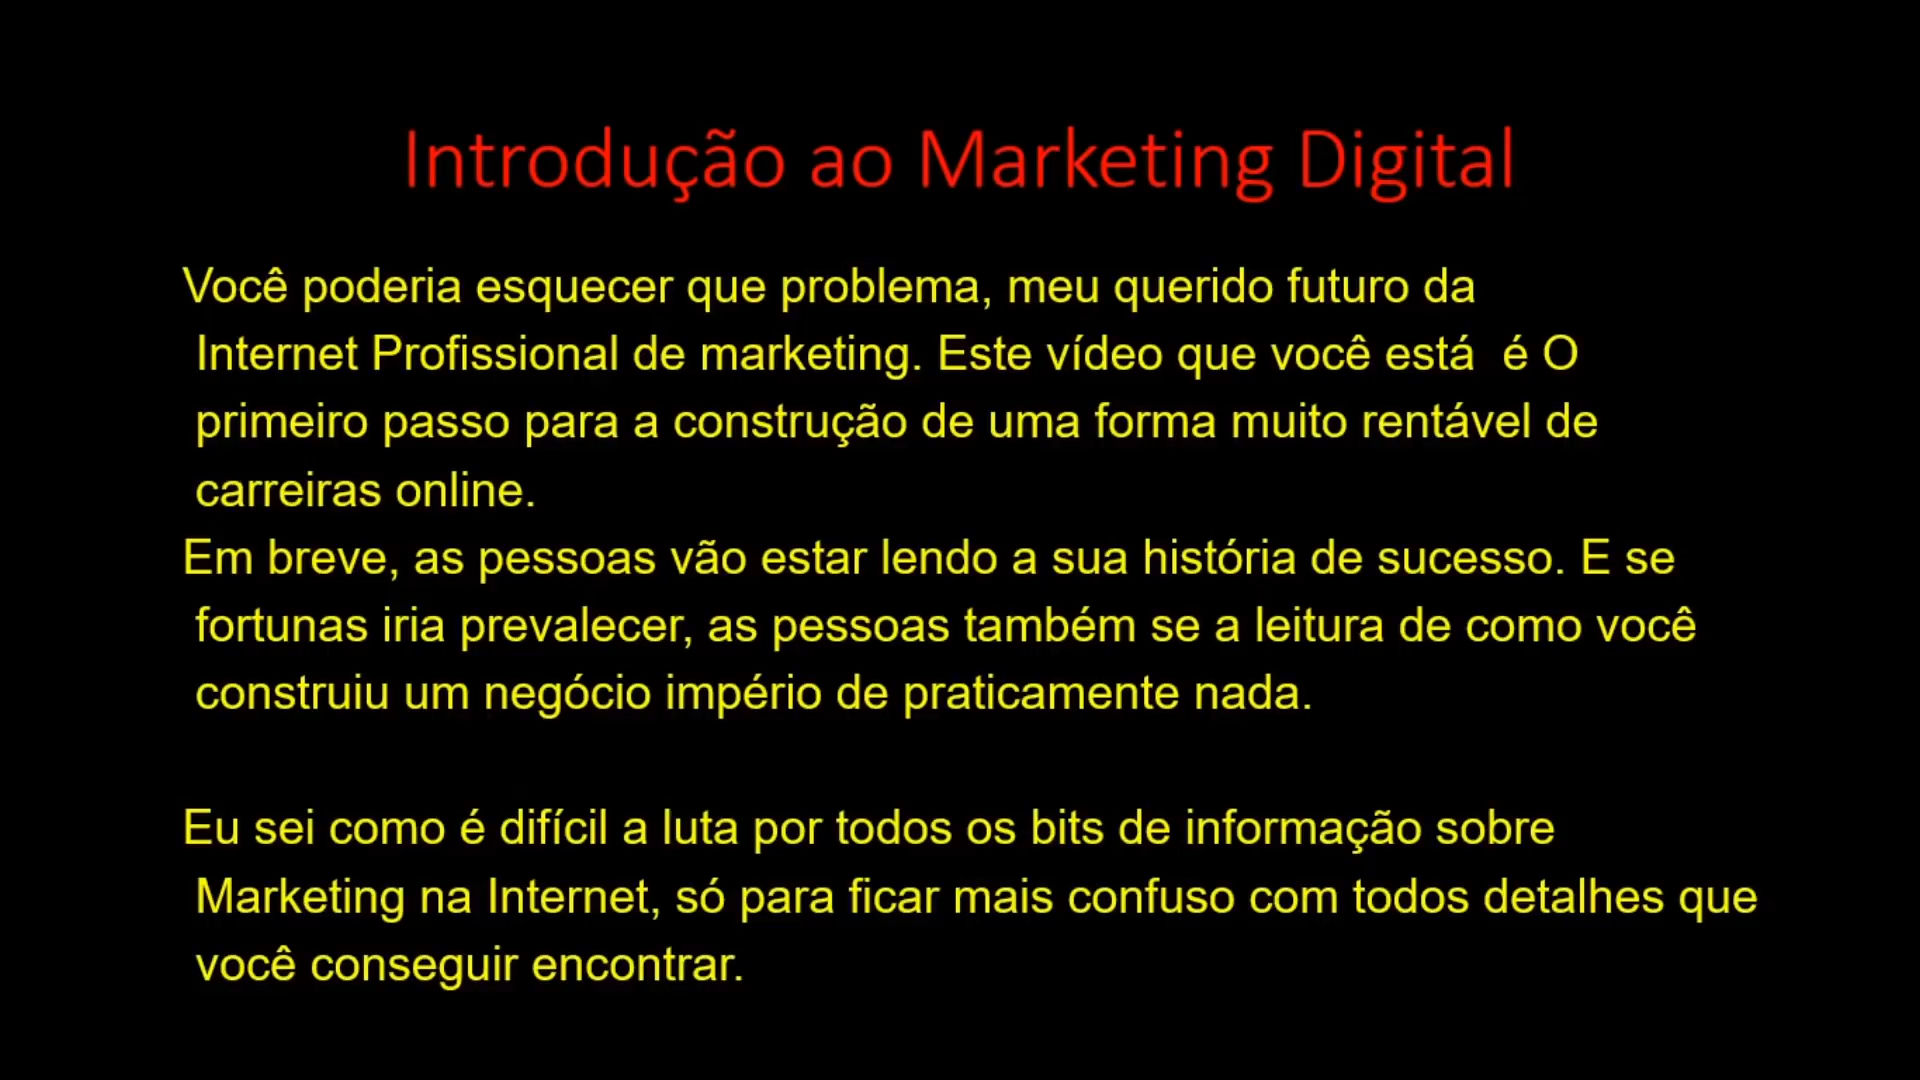 Introdução ao Marketing Digital
Você poderia esquecer que problema, meu querido futuro da
Internet Profissional de marketing. Este vídeo que você está  é O
primeiro passo para a construção de uma forma muito rentável de
carreiras online.
Em breve, as pessoas vão estar lendo a sua história de sucesso. E se
fortunas iria prevalecer, as pessoas também se a leitura de como você
construiu um negócio império de praticamente nada.
Eu sei como é difícil a luta por todos os bits de informação sobre
Marketing na Internet, só para ficar mais confuso com todos detalhes que
você conseguir encontrar.